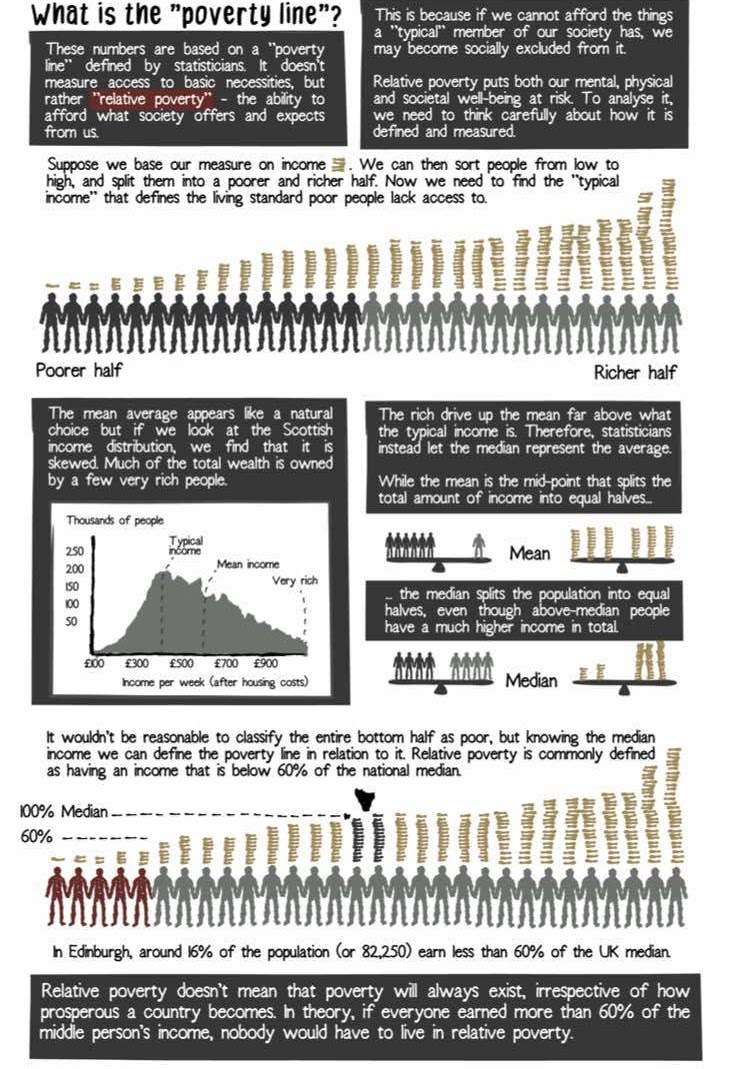 What is the "poverty line"?
These numbers are based on a "poverty
line" defined by statisticians. It doesn't
measure access to basic necessities, but
rather "relative poverty" - the ability to
afford what society offers and expects
from us.
This is because if we cannot afford the things
a "typical" member of our society has, we
may become socially excluded from it.
Relative poverty puts both our mental, physical
and societal well-being at risk. To analyse it,
we need to think carefully about how it is
defined and measured.
Suppose we base our measure on income . We can then sort people from low to
high, and split them into a poorer and richer half. Now we need to find the "typical
income" that defines the living standard poor people lack access to.
Poorer half
Richer half
The mean average appears like a natural
choice but if we look at the Scottish
income distribution, we find that it is
skewed. Much of the total wealth is owned
by a few very rich people.
Thousands of people
250
200
150
100
50
Typical
income
Mean income
Very rich
£100 £300 £500 £700 £900
Income per week (after housing costs)
The rich drive up the mean far above what
the typical income is. Therefore, statisticians
instead let the median represent the average.
While the mean is the mid-point that splits the
total amount of income into equal halves...
Mean
... the median splits the population into equal
halves, even though above-median people
have a much higher income in total.
Median
It wouldn't be reasonable to classify the entire bottom half as poor, but knowing the median
income we can define the poverty line in relation to it. Relative poverty is commonly defined
as having an income that is below 60% of the national median.
100% Median
60%
In Edinburgh, around 16% of the population (or 82,250) earn less than 60% of the UK median.
Relative poverty doesn't mean that poverty will always exist, irrespective of how
prosperous a country becomes. In theory, if everyone earned more than 60% of the
middle person's income, nobody would have to live in relative poverty.